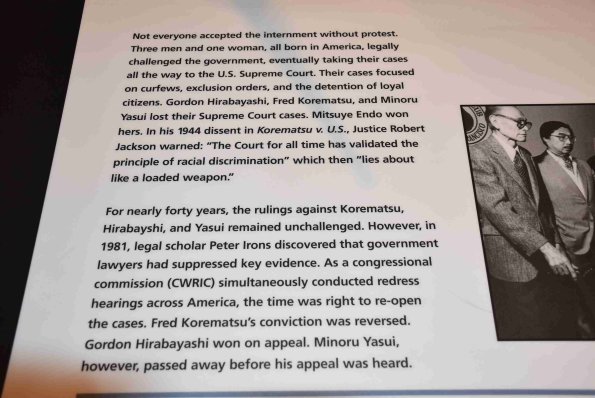 Not everyone accepted the internment without protest.
Three men and one woman, all born in America, legally
challenged the government, eventually taking their cases
all the way to the U.S. Supreme Court. Their cases focused
on curfews, exclusion orders, and the detention of loyal
citizens. Gordon Hirabayashi, Fred Korematsu, and Minoru
Yasui lost their Supreme Court cases. Mitsuye Endo won
hers. In his 1944 dissent in Korematsu v. U.S., Justice Robert
Jackson warned: “The Court for all time has validated the
principle of racial discrimination” which then “lies about
like a loaded weapon.”
For nearly forty years, the rulings against Korematsu,
Hirabayshi, and Yasui remained unchallenged. However, in
1981, legal scholar Peter Irons discovered that government
lawyers had suppressed key evidence. As a congressional
commission (CWRIC) simultaneously conducted redress
hearings across America, the time was right to re-open
the cases. Fred Korematsu’s conviction was reversed.
Gordon Hirabayashi won on appeal. Minoru Yasui,
however, passed away before his appeal was heard.